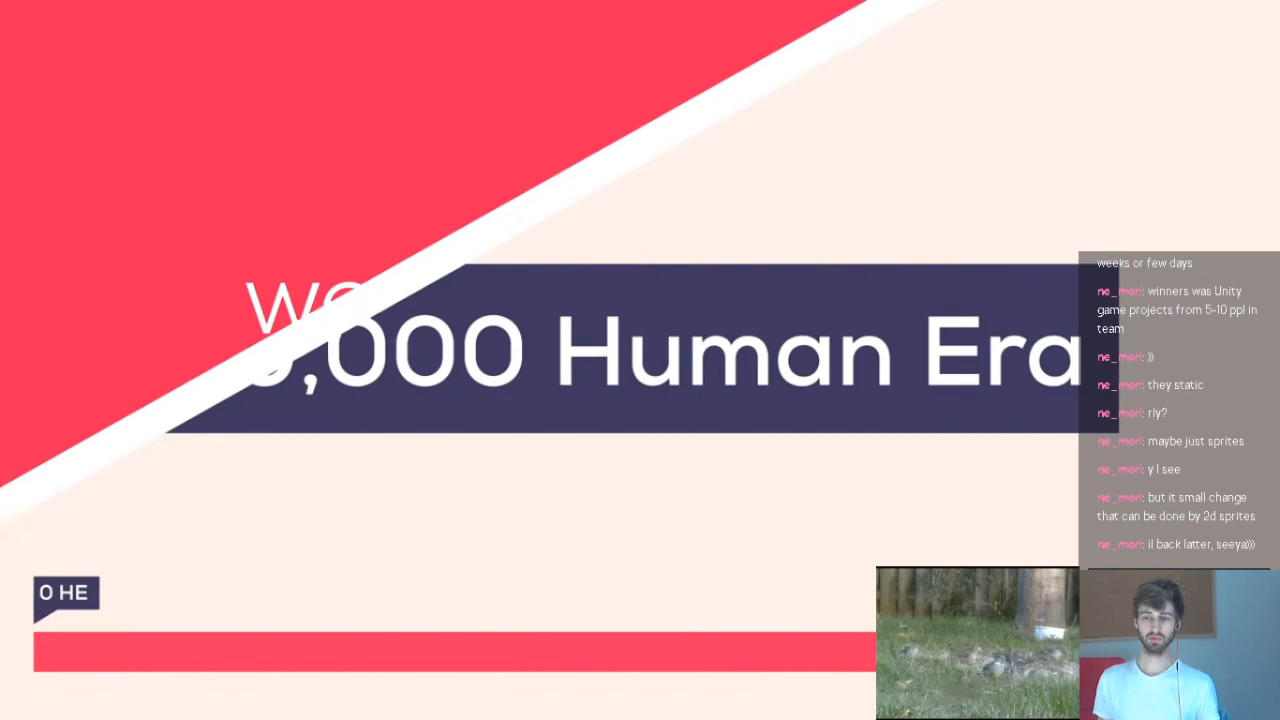 ,000 Human Era
0 HE
weeks or few days
ne_mori: winners was Unity
game projects from 5-10 ppl in
team
ne_mori: ))
ne_mori: they static
ne_mori: rly?
ne_mori: maybe just sprites
ne_mori: y I see
ne_mori: but it small change
that can be done by 2d sprites
ne_mori: il back latter, seeya)))